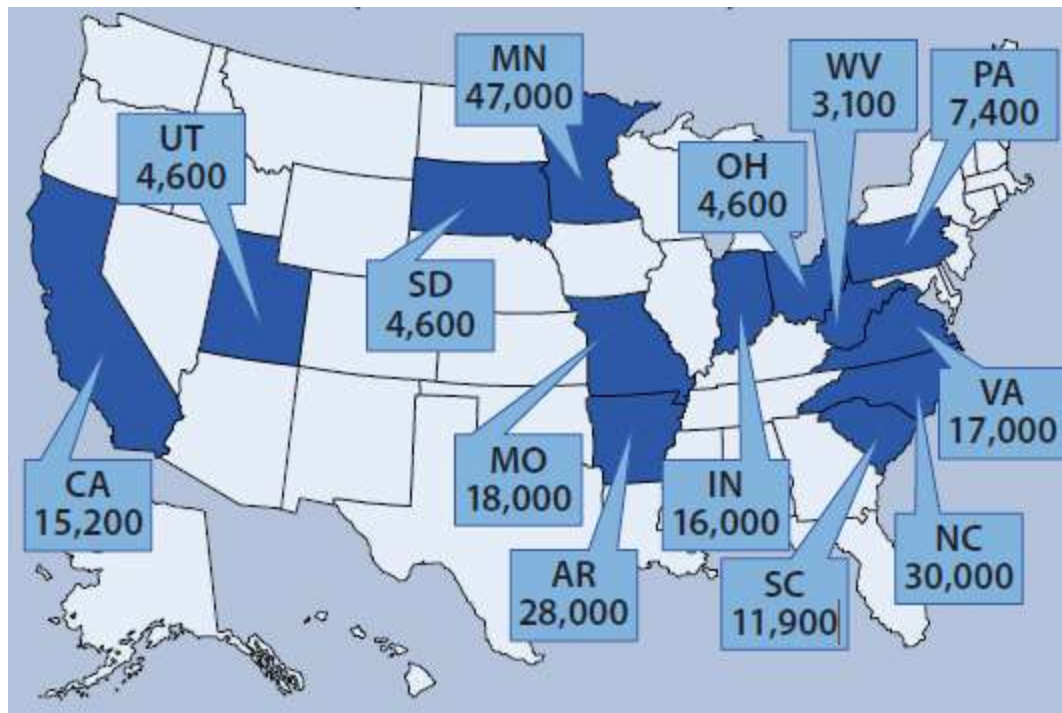 MN
47,000
WV
3,100
PA
7,400
UT
4,600
OH
4,600
SD
4,600
VA
17,000
CA
15,200
MO
18,000
IN
16,000
NC
30,000
AR
28,000
SC
11,900